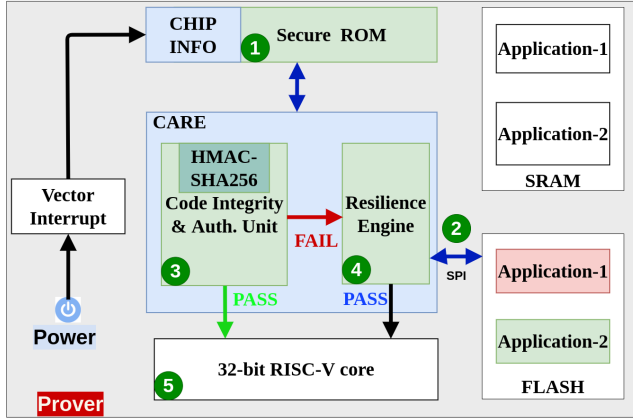 CHIP
INFO
1
Secure ROM
Application-1
Application-2
SRAM
CARE
HMAC-
SHA256
Code Integrity
& Auth. Unit
3
FAIL
Resilience
Engine
4
2
SPI
Vector
Interrupt
Power
PASS
PASS
32-bit RISC-V core
5
Application-1
Application-2
FLASH
Prover